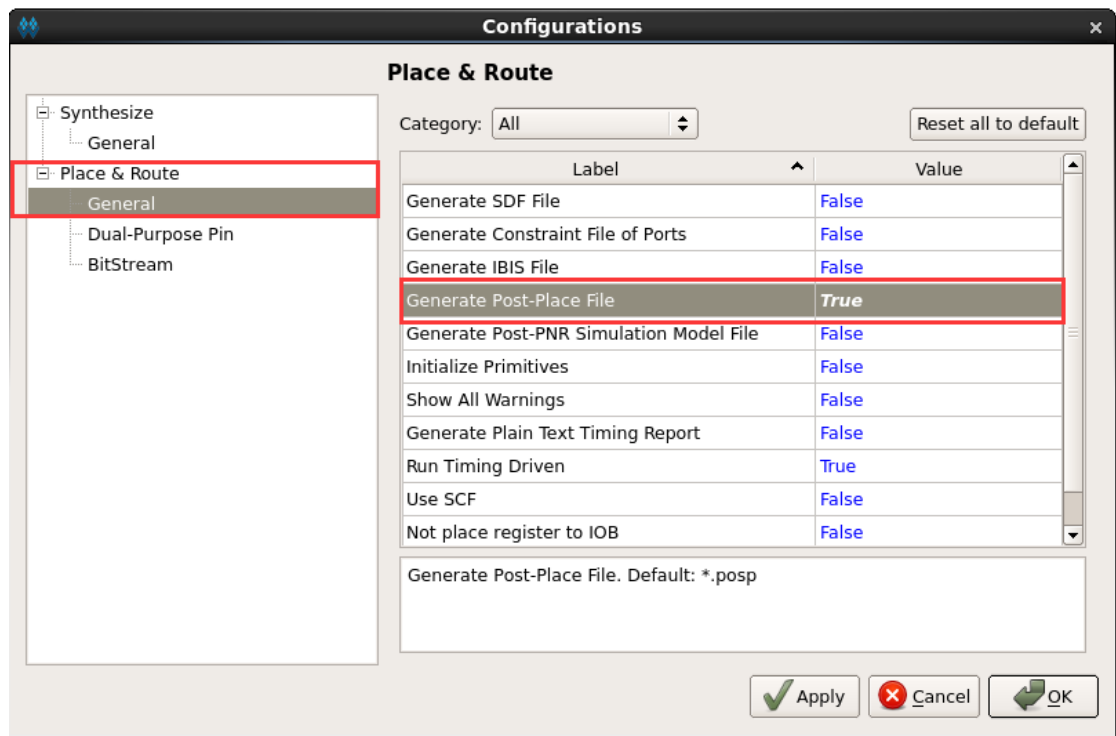 Configurations
Place & Route
Synthesize
General
Place & Route
General
Dual-Purpose Pin
BitStream
Category: All Reset all to default
Label Value
Generate SDF File False
Generate Constraint File of Ports False
Generate IBIS File False
Generate Post-Place File True
Generate Post-PNR Simulation Model File False
Initialize Primitives False
Show All Warnings False
Generate Plain Text Timing Report False
Run Timing Driven True
Use SCF False
Not place register to IOB False
Generate Post-Place File. Default: *.posp
Apply Cancel OK